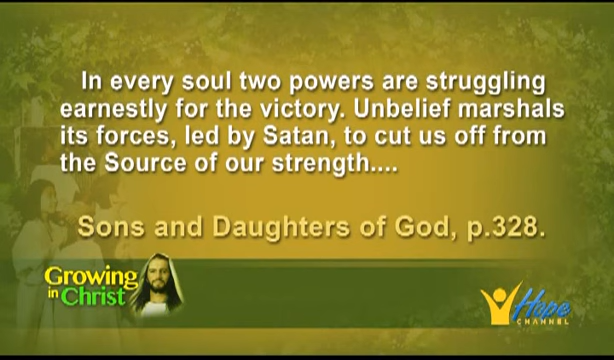 In every soul two powers are struggling
earnestly for the victory. Unbelief marshals
its forces, led by Satan, to cut us off from
the Source of our strength....
Sons and Daughters of God, p.328.
Growing
in Christ
Hope
CHANNEL